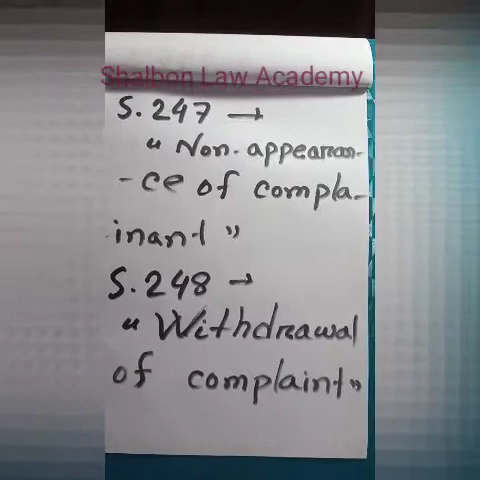 Shalbon Law Academy
S. 247 →
" Non-appearan-
- ce of compla-
inant "
S. 248 →
" Withdrawal
of complaint "